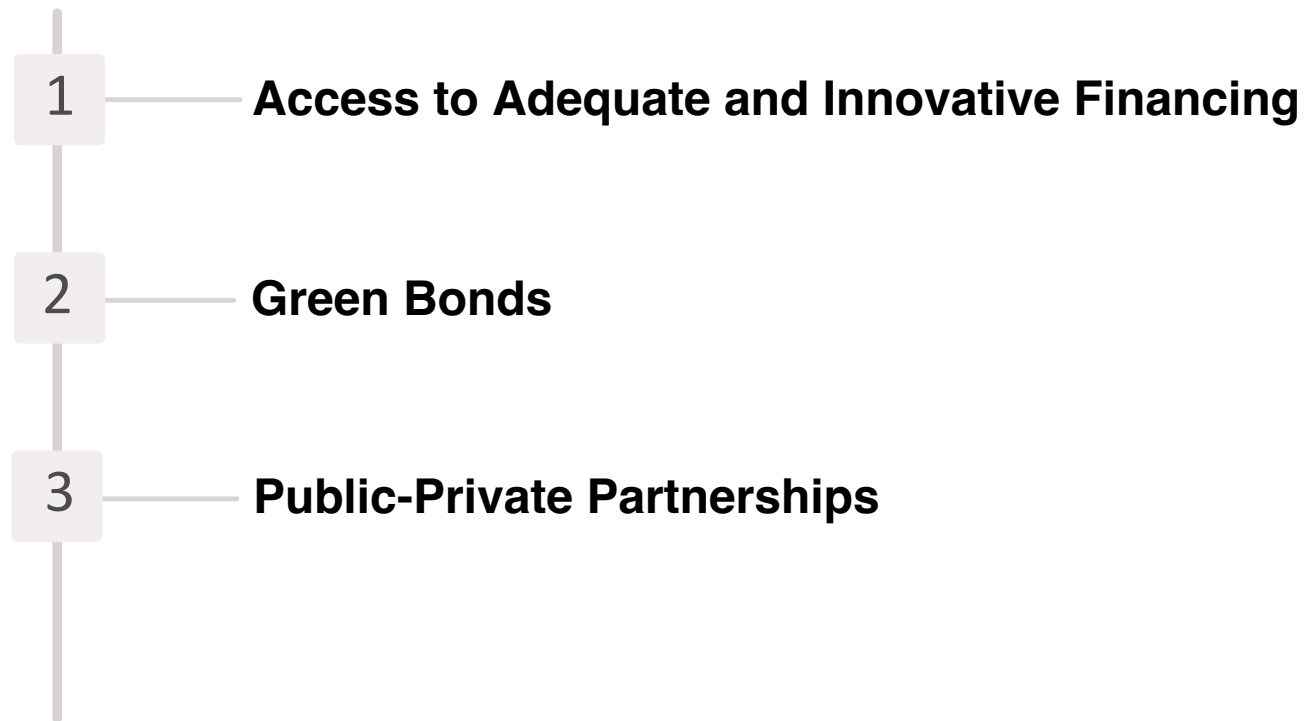 1 Access to Adequate and Innovative Financing
2 Green Bonds
3 Public-Private Partnerships